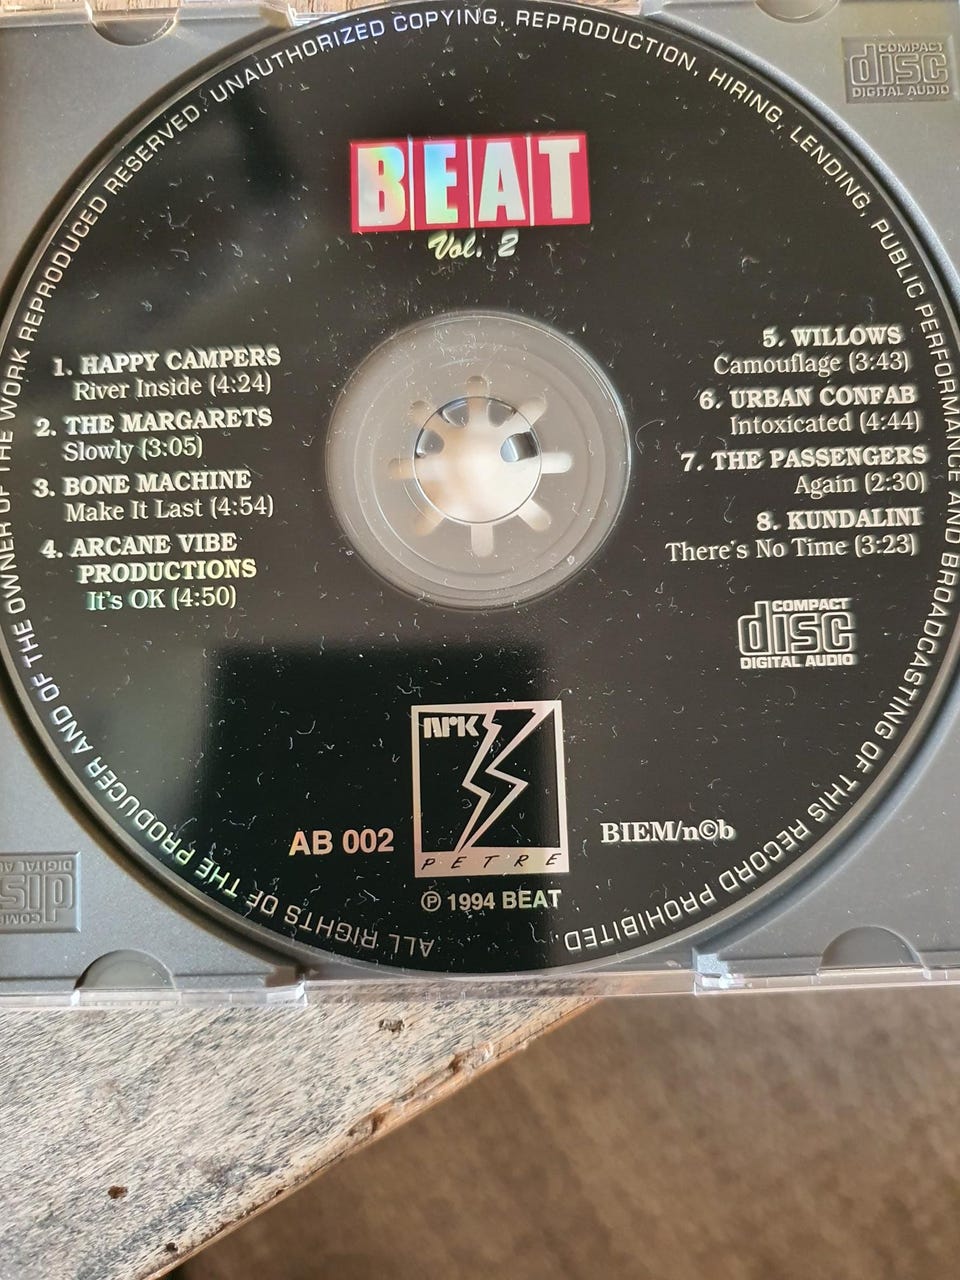 BEAT
Vol. 2
1. HAPPY CAMPERS
River Inside (4:24)
2. THE MARGARETS
Slowly (3:05)
3. BONE MACHINE
Make It Last (4:54)
4. ARCANE VIBE
PRODUCTIONS
It's OK (4:50)
5. WILLOWS
Camouflage (3:43)
6. URBAN CONFAB
Intoxicated (4:44)
7. THE PASSENGERS
Again (2:30)
8. KUNDALINI
There's No Time (3:23)
COMPACT
disc
DIGITAL AUDIO
NRK
PETRE
AB 002
BIEM/n©b
℗ 1994 BEAT
ALL RIGHTS OF THE PRODUCER AND OF THE OWNER OF THE WORK REPRODUCED RESERVED. UNAUTHORIZED COPYING, REPRODUCTION, HIRING, LENDING, PUBLIC PERFORMANCE AND BROADCASTING OF THIS RECORD PROHIBITED.
COMPACT
disc
DIGITAL AUDIO
COMPACT
disc
DIGITAL AU